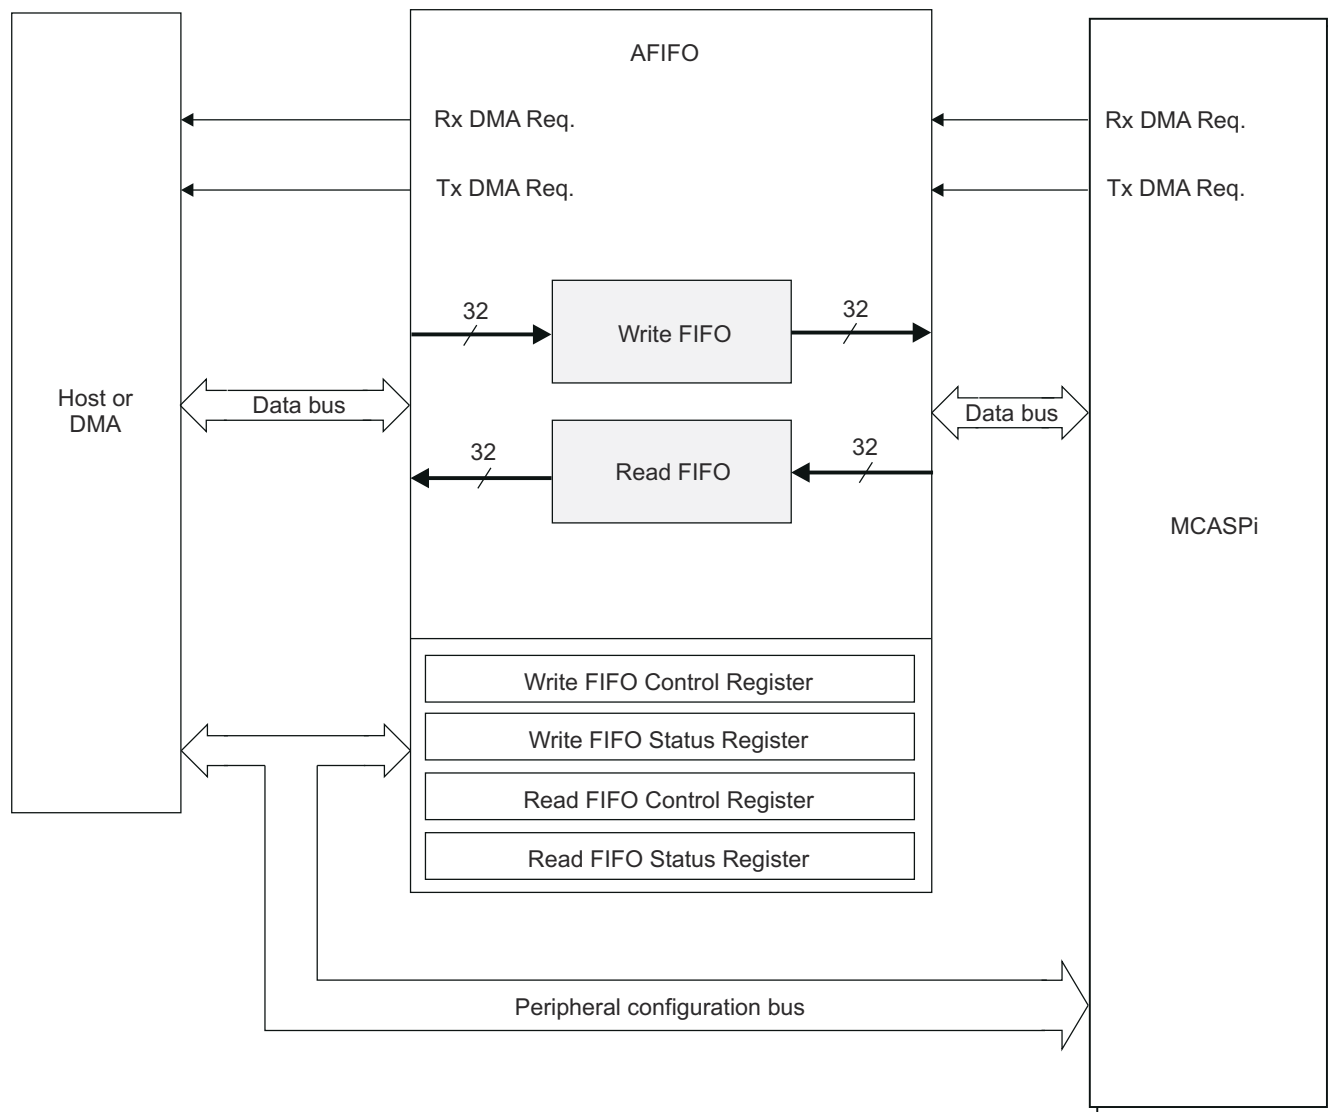 AFIFO
Rx DMA Req.
Rx DMA Req.
Tx DMA Req.
Tx DMA Req.
32
32
Write FIFO
Host or
DMA
Data bus
Data bus
32
32
Read FIFO
MCASPi
Write FIFO Control Register
Write FIFO Status Register
Read FIFO Control Register
Read FIFO Status Register
Peripheral configuration bus